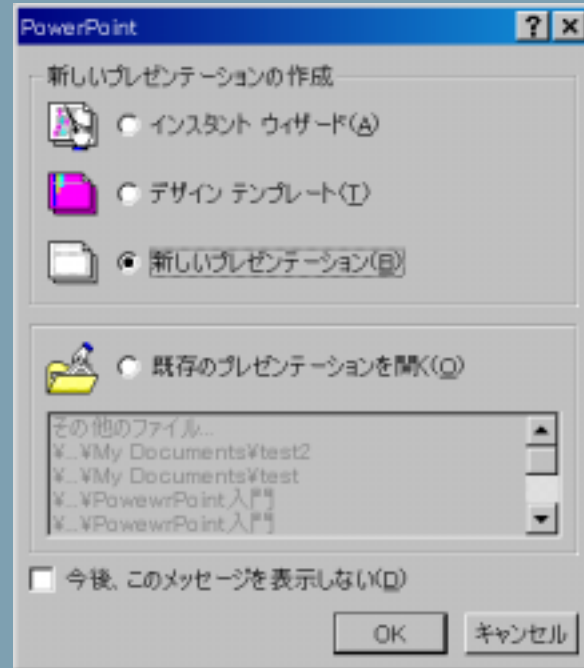 PowerPoint
新しいプレゼンテーションの作成
インスタント ウィザード(A)
デザイン テンプレート(T)
新しいプレゼンテーション(B)
既存のプレゼンテーションを開く(O)
その他のファイル...
¥...¥My Documents¥test2
¥...¥My Documents¥test
¥...¥PowewrPoint入門
¥...¥PowewrPoint入門
今後、このメッセージを表示しない(D)
OK
キャンセル